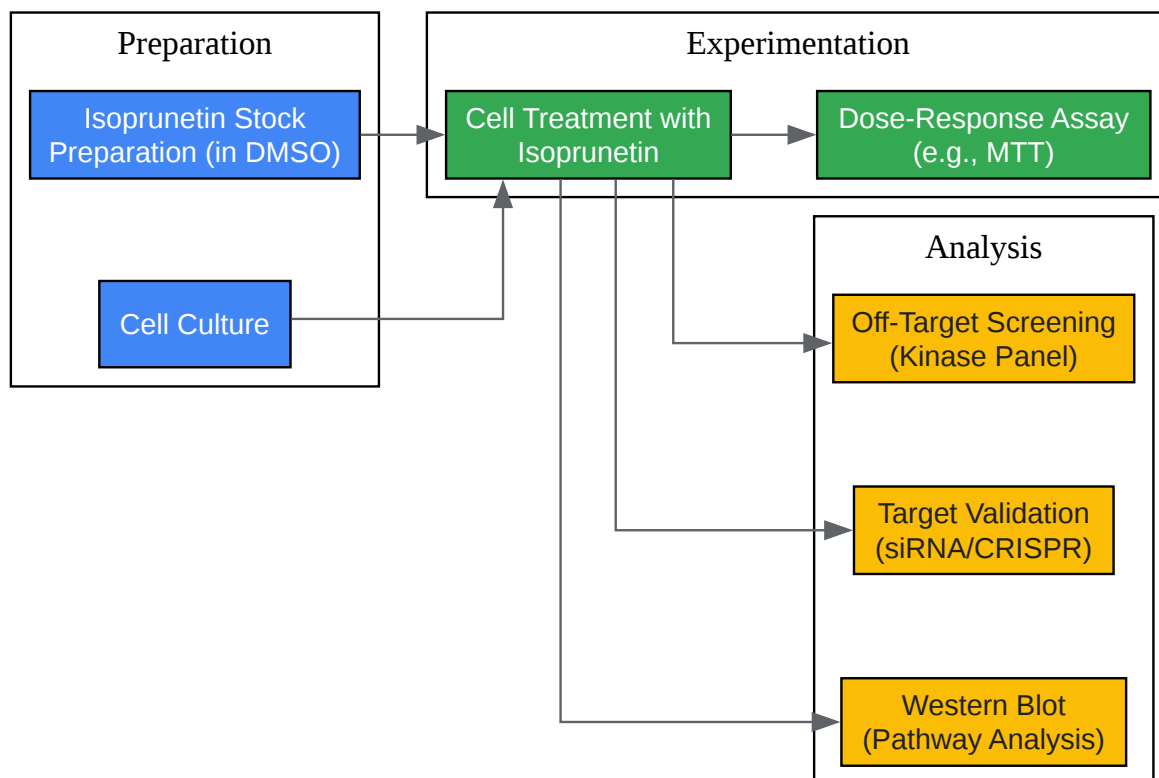 Preparation
Isoprunetin Stock
Preparation (in DMSO)
Cell Culture
Experimentation
Cell Treatment with
Isoprunetin
Dose-Response Assay
(e.g., MTT)
Analysis
Off-Target Screening
(Kinase Panel)
Target Validation
(siRNA/CRISPR)
Western Blot
(Pathway Analysis)